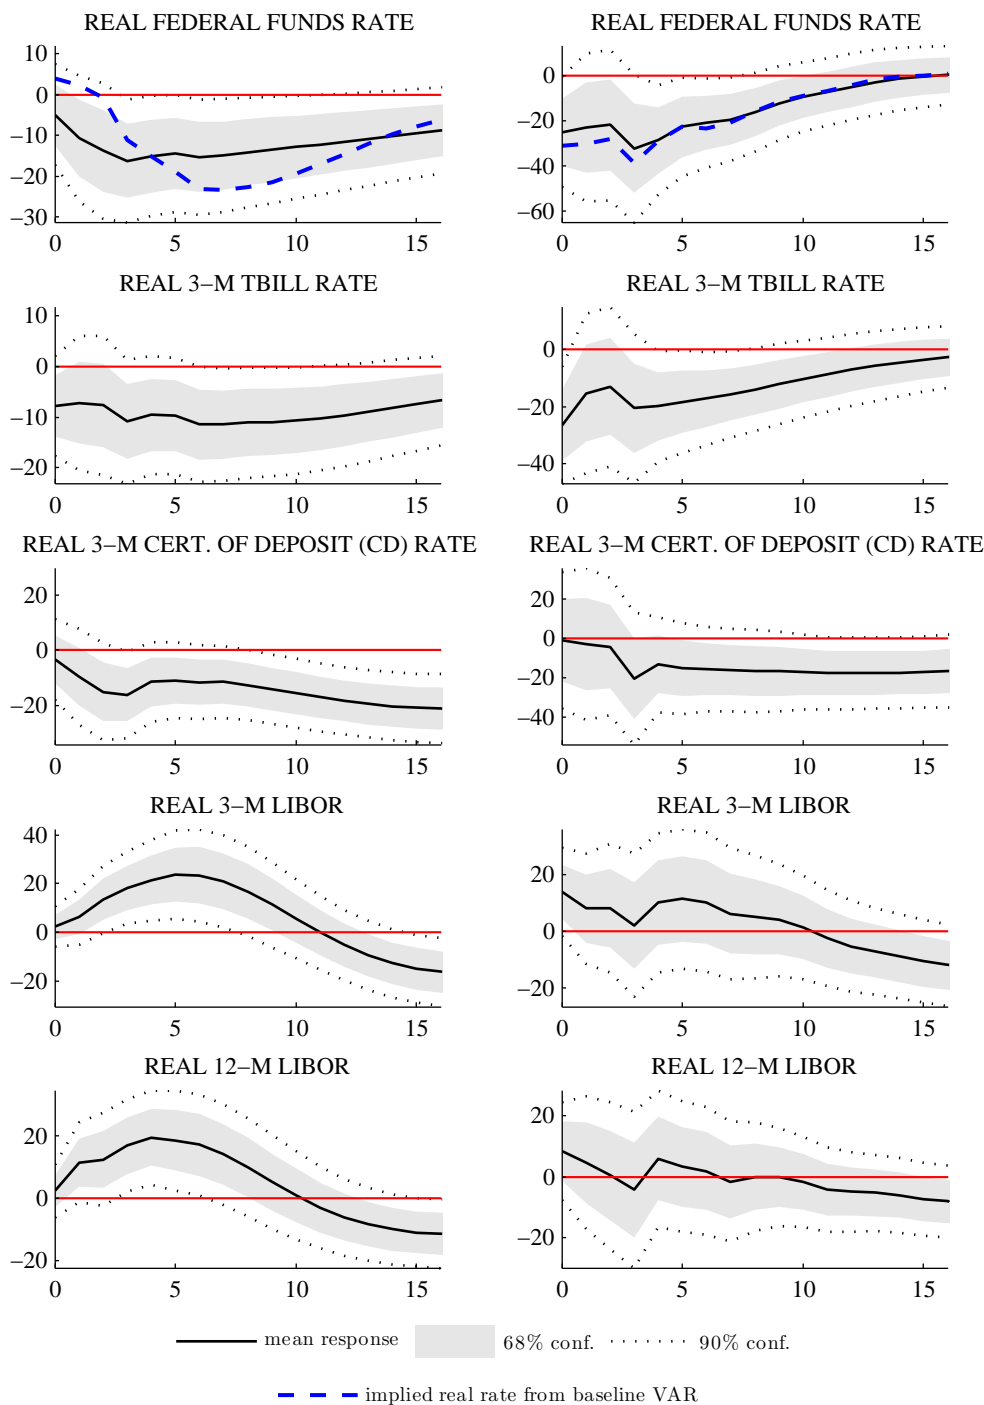 REAL FEDERAL FUNDS RATE REAL FEDERAL FUNDS RATE
10
0
−10
−20
−30
0 5 10 15
0
−20
−40
−60
0 5 10 15
REAL 3−M TBILL RATE REAL 3−M TBILL RATE
10
0
−10
−20
0 5 10 15
0
−20
−40
0 5 10 15
REAL 3−M CERT. OF DEPOSIT (CD) RATE REAL 3−M CERT. OF DEPOSIT (CD) RATE
20
0
−20
0 5 10 15
20
0
−20
−40
0 5 10 15
REAL 3−M LIBOR REAL 3−M LIBOR
40
20
0
−20
0 5 10 15
20
0
−20
0 5 10 15
REAL 12−M LIBOR REAL 12−M LIBOR
20
0
−20
0 5 10 15
20
0
−20
0 5 10 15
mean response 68% conf. 90% conf.
implied real rate from baseline VAR